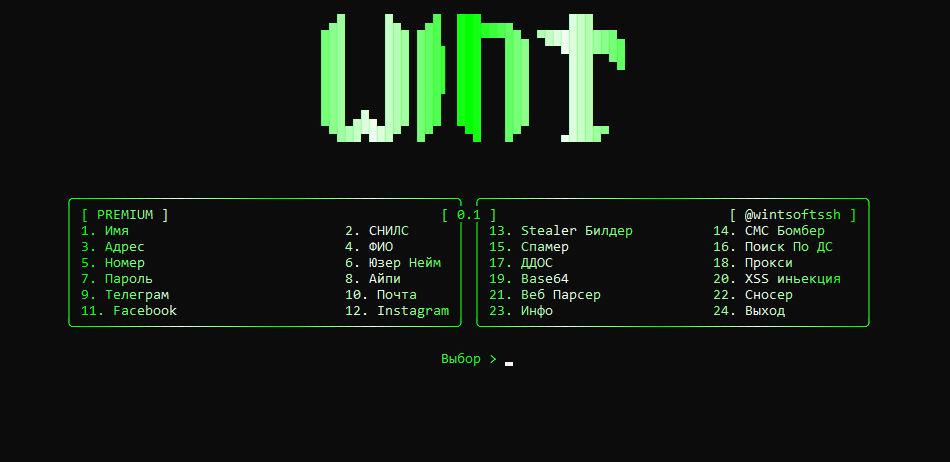 WINT
[ PREMIUM ] [ 0.1 ] [ @wintsoftssh ]
1. Имя 2. СНИЛС 13. Stealer Билдер 14. СМС Бомбер
3. Адрес 4. ФИО 15. Спамер 16. Поиск По ДС
5. Номер 6. Юзер Нейм 17. ДДОС 18. Прокси
7. Пароль 8. Айпи 19. Base64 20. XSS иньекция
9. Телеграм 10. Почта 21. Веб Парсер 22. Сносер
11. Facebook 12. Instagram 23. Инфо 24. Выход
Выбор >